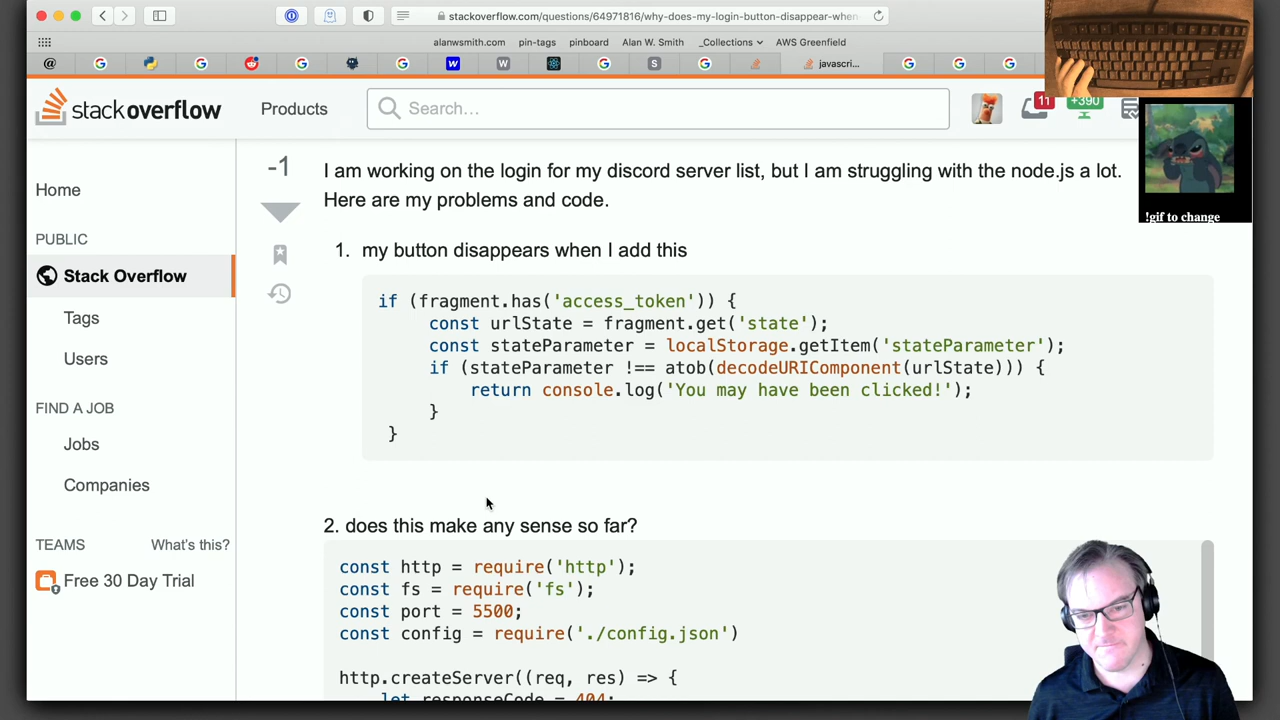 stackoverflow.com/questions/64971816/why-does-my-login-button-disappear-when-
alanwsmith.com pin-tags pinboard Alan W. Smith _Collections AWS Greenfield
javascri...
stackoverflow
Products
Search...
11
+390
!gif to change
Home
PUBLIC
Stack Overflow
Tags
Users
FIND A JOB
Jobs
Companies
TEAMS
What's this?
Free 30 Day Trial
-1
I am working on the login for my discord server list, but I am struggling with the node.js a lot.
Here are my problems and code.
1. my button disappears when I add this
if (fragment.has('access_token')) {
const urlState = fragment.get('state');
const stateParameter = localStorage.getItem('stateParameter');
if (stateParameter !== atob(decodeURIComponent(urlState))) {
return console.log('You may have been clicked!');
}
}
2. does this make any sense so far?
const http = require('http');
const fs = require('fs');
const port = 5500;
const config = require('./config.json')
http.createServer((req, res) => {
let responseCode = 404;